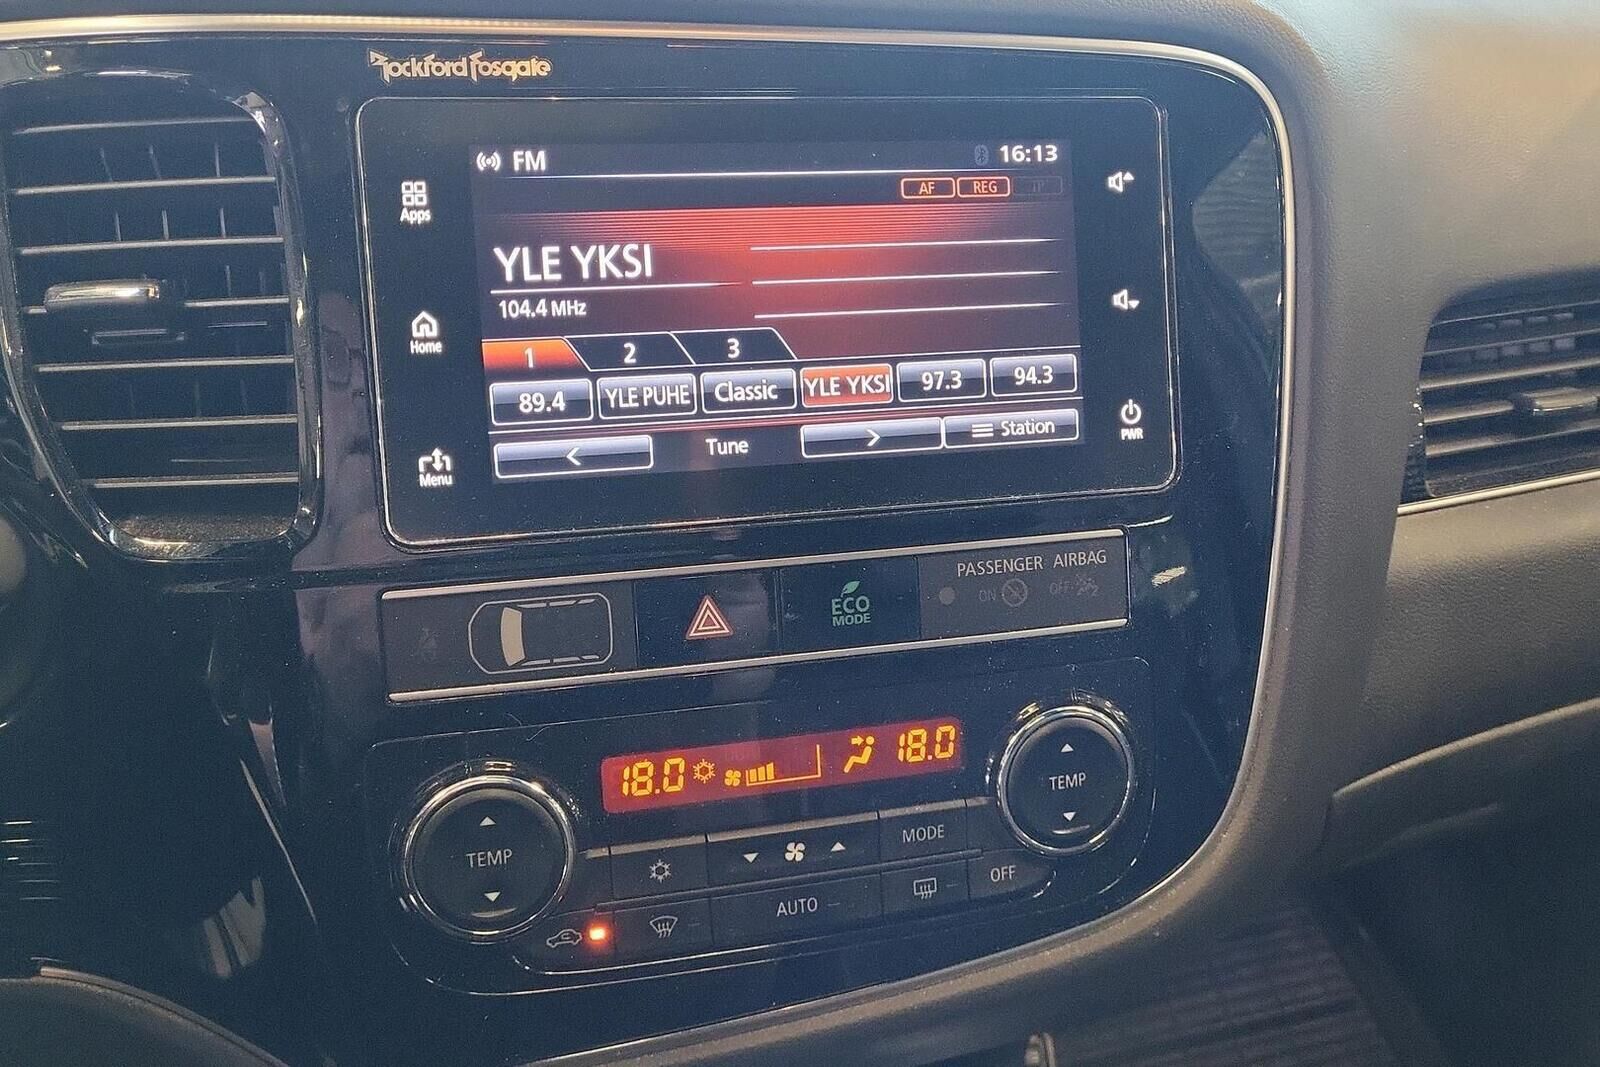 Rockford Fosgate
FM 16:13
AF REG TP
Apps
YLE YKSI
104.4 MHz
Home
1 2 3
89.4 YLE PUHE Classic YLE YKSI 97.3 94.3
< Tune > Station
Menu
PWR
PASSENGER AIRBAG
ON OFF
ECO
MODE
18.0 18.0
TEMP
TEMP
MODE
AUTO
OFF